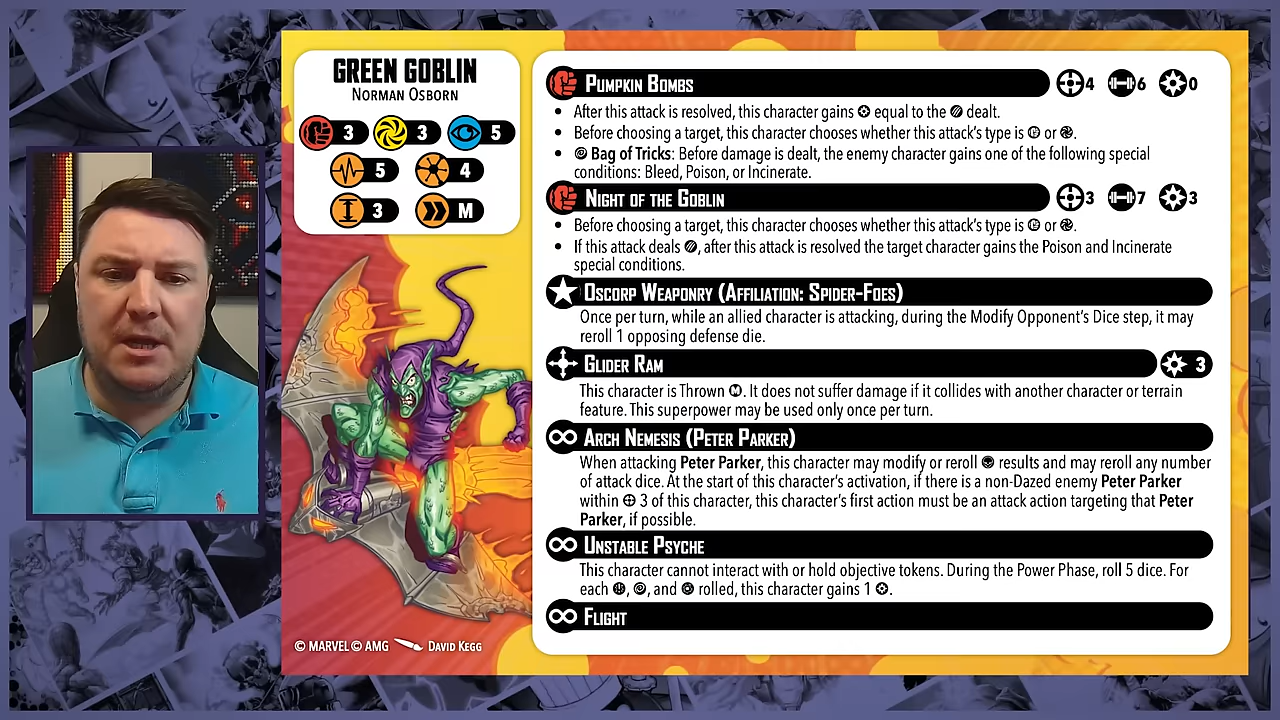 GREEN GOBLIN
NORMAN OSBORN
3 3 5
5 4
3 M
PUMPKIN BOMBS 4 6 0
• After this attack is resolved, this character gains equal to the dealt.
• Before choosing a target, this character chooses whether this attack's type is or .
• Bag of Tricks: Before damage is dealt, the enemy character gains one of the following special
conditions: Bleed, Poison, or Incinerate.
NIGHT OF THE GOBLIN 3 7 3
• Before choosing a target, this character chooses whether this attack's type is or .
• If this attack deals , after this attack is resolved the target character gains the Poison and Incinerate
special conditions.
OSCORP WEAPONRY (AFFILIATION: SPIDER-FOES)
Once per turn, while an allied character is attacking, during the Modify Opponent's Dice step, it may
reroll 1 opposing defense die.
GLIDER RAM 3
This character is Thrown M. It does not suffer damage if it collides with another character or terrain
feature. This superpower may be used only once per turn.
ARCH NEMESIS (PETER PARKER)
When attacking Peter Parker, this character may modify or reroll results and may reroll any number
of attack dice. At the start of this character's activation, if there is a non-Dazed enemy Peter Parker
within 3 of this character, this character's first action must be an attack action targeting that Peter
Parker, if possible.
UNSTABLE PSYCHE
This character cannot interact with or hold objective tokens. During the Power Phase, roll 5 dice. For
each , , and rolled, this character gains 1 .
FLIGHT
© MARVEL © AMG DAVID KEGG